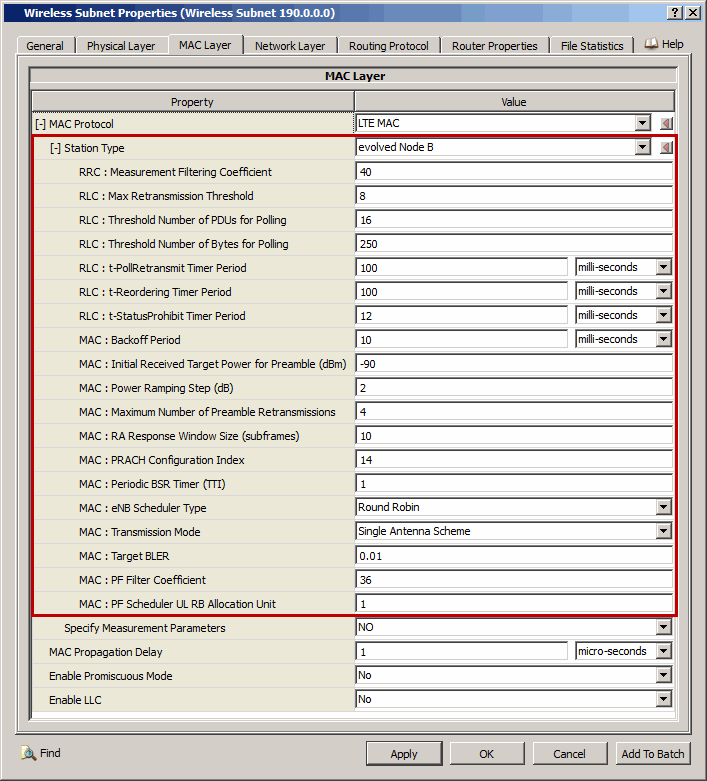 Wireless Subnet Properties (Wireless Subnet 190.0.0.0)
General Physical Layer MAC Layer Network Layer Routing Protocol Router Properties File Statistics Help
MAC Layer
Property Value
[-] MAC Protocol LTE MAC
[-] Station Type evolved Node B
RRC : Measurement Filtering Coefficient 40
RLC : Max Retransmission Threshold 8
RLC : Threshold Number of PDUs for Polling 16
RLC : Threshold Number of Bytes for Polling 250
RLC : t-PollRetransmit Timer Period 100 milli-seconds
RLC : t-Reordering Timer Period 100 milli-seconds
RLC : t-StatusProhibit Timer Period 12 milli-seconds
MAC : Backoff Period 10 milli-seconds
MAC : Initial Received Target Power for Preamble (dBm) -90
MAC : Power Ramping Step (dB) 2
MAC : Maximum Number of Preamble Retransmissions 4
MAC : RA Response Window Size (subframes) 10
MAC : PRACH Configuration Index 14
MAC : Periodic BSR Timer (TTI) 1
MAC : eNB Scheduler Type Round Robin
MAC : Transmission Mode Single Antenna Scheme
MAC : Target BLER 0.01
MAC : PF Filter Coefficient 36
MAC : PF Scheduler UL RB Allocation Unit 1
Specify Measurement Parameters NO
MAC Propagation Delay 1 micro-seconds
Enable Promiscuous Mode No
Enable LLC No
Find Apply OK Cancel Add To Batch